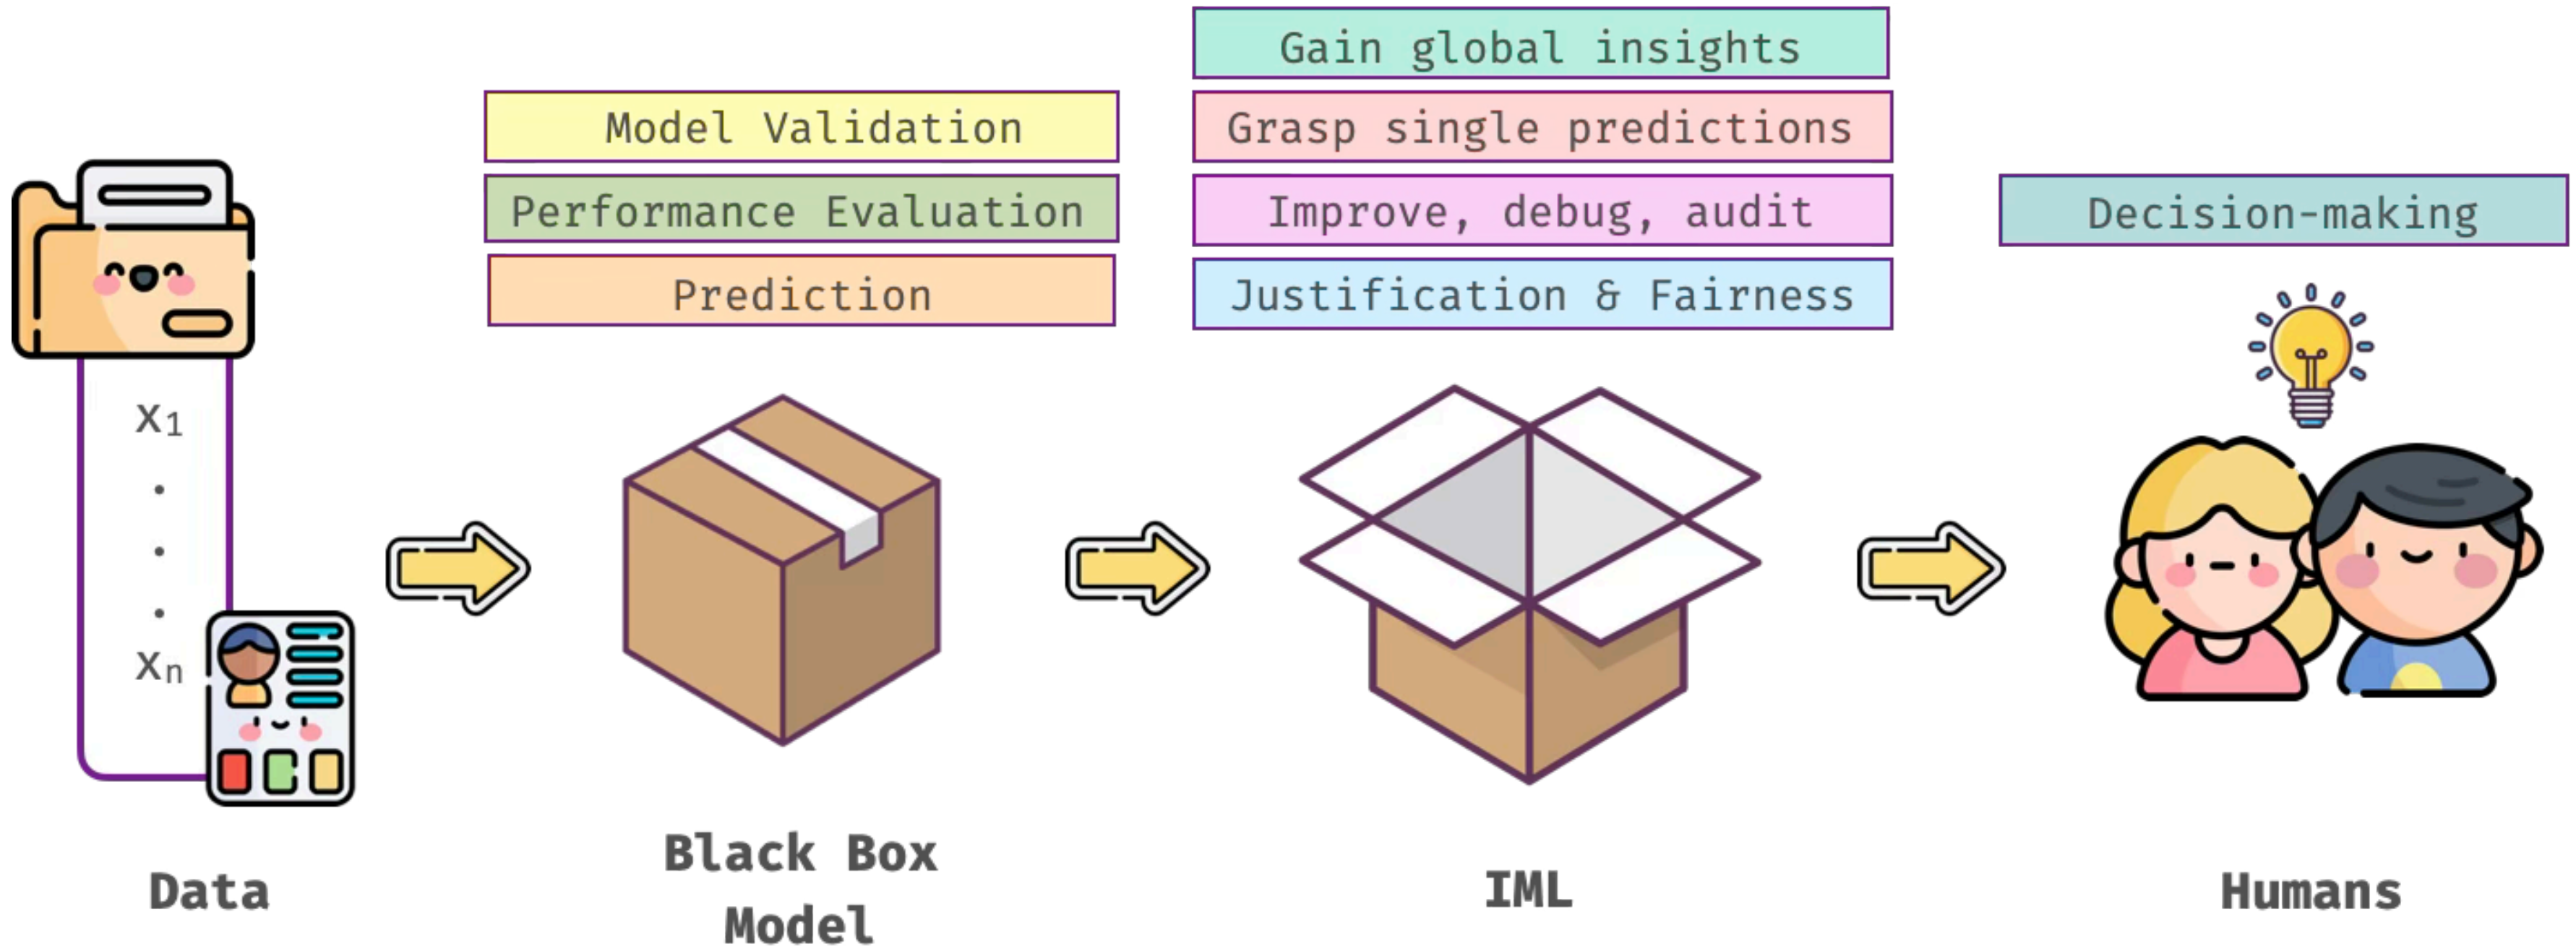 Gain global insights
Model Validation
Grasp single predictions
Performance Evaluation
Improve, debug, audit
Decision-making
Prediction
Justification & Fairness
X1
.
.
.
Xn
Data
Black Box
Model
IML
Humans